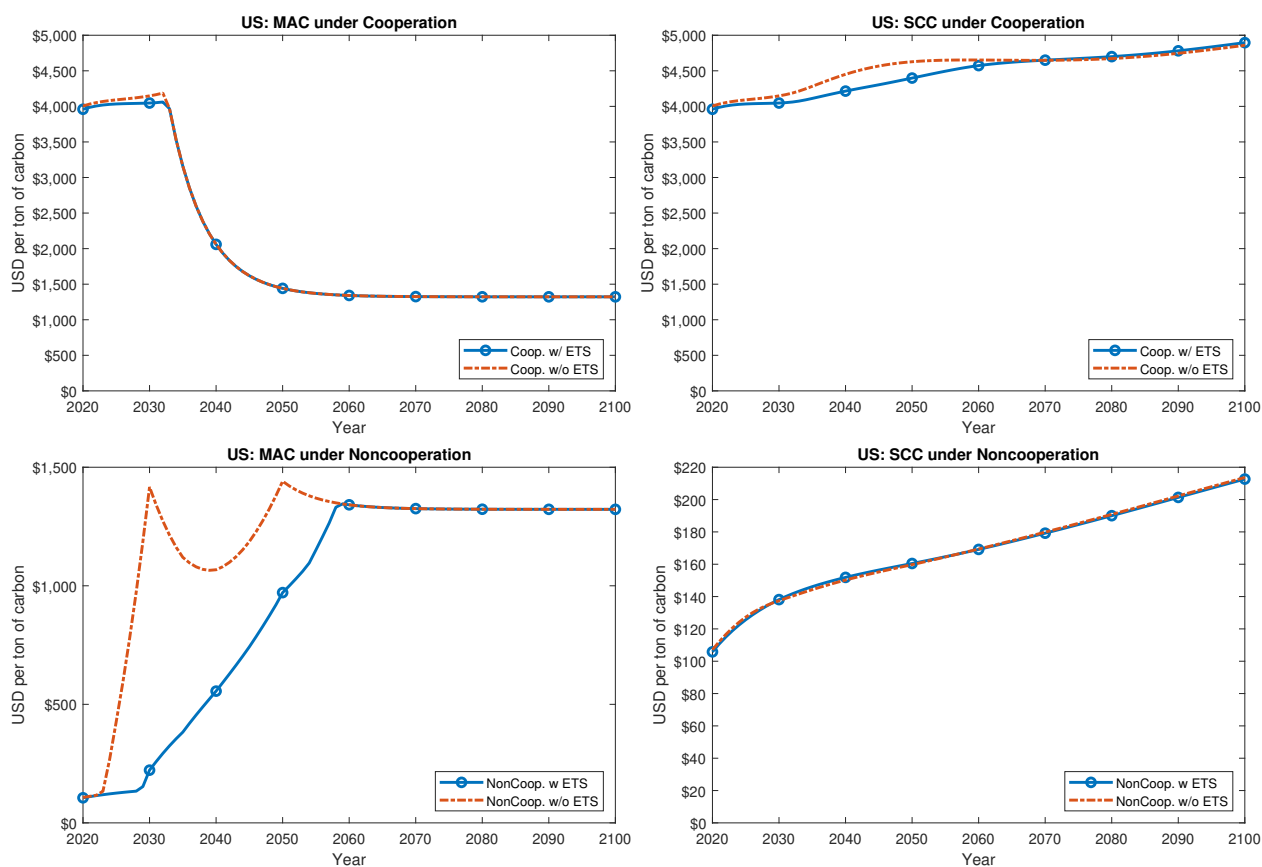 US: MAC under Cooperation
$5,000
$4,500
$4,000
$3,500
$3,000
$2,500
$2,000
$1,500
$1,000
$500
$0
USD per ton of carbon
2020 2030 2040 2050 2060 2070 2080 2090 2100
Year
Coop. w/ ETS
Coop. w/o ETS
US: SCC under Cooperation
$5,000
$4,500
$4,000
$3,500
$3,000
$2,500
$2,000
$1,500
$1,000
$500
$0
USD per ton of carbon
2020 2030 2040 2050 2060 2070 2080 2090 2100
Year
Coop. w/ ETS
Coop. w/o ETS
US: MAC under Noncooperation
$1,500
$1,000
$500
$0
USD per ton of carbon
2020 2030 2040 2050 2060 2070 2080 2090 2100
Year
NonCoop. w ETS
NonCoop. w/o ETS
US: SCC under Noncooperation
$220
$200
$180
$160
$140
$120
$100
$80
$60
$40
$20
$0
USD per ton of carbon
2020 2030 2040 2050 2060 2070 2080 2090 2100
Year
NonCoop. w ETS
NonCoop. w/o ETS